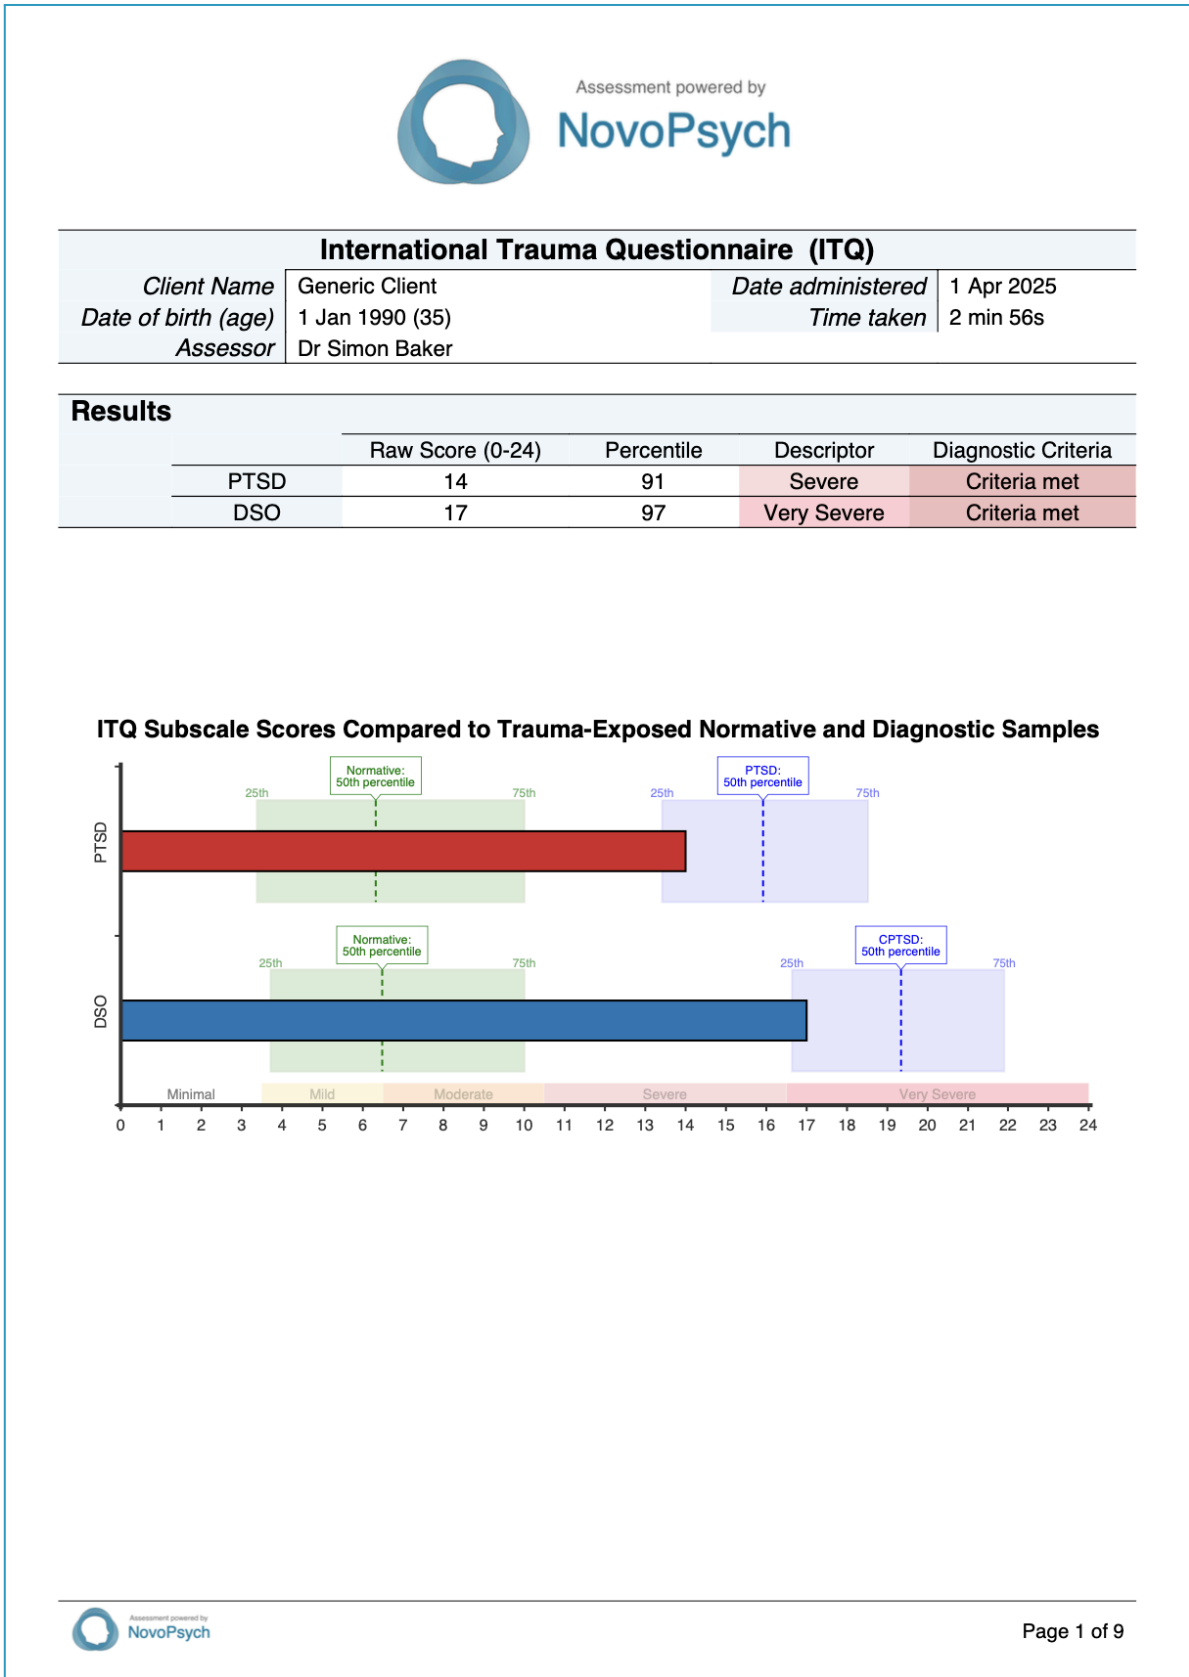 Assessment powered by
NovoPsych
International Trauma Questionnaire (ITQ)
Client Name Generic Client Date administered 1 Apr 2025
Date of birth (age) 1 Jan 1990 (35) Time taken 2 min 56s
Assessor Dr Simon Baker
Results
Raw Score (0-24) Percentile Descriptor Diagnostic Criteria
PTSD 14 91 Severe Criteria met
DSO 17 97 Very Severe Criteria met
ITQ Subscale Scores Compared to Trauma-Exposed Normative and Diagnostic Samples
Normative:
50th percentile
PTSD:
50th percentile
25th 75th 25th 75th
PTSD
Normative:
50th percentile
CPTSD:
50th percentile
25th 75th 25th 75th
DSO
Minimal Mild Moderate Severe Very Severe
0 1 2 3 4 5 6 7 8 9 10 11 12 13 14 15 16 17 18 19 20 21 22 23 24
Assessment powered by
NovoPsych
Page 1 of 9